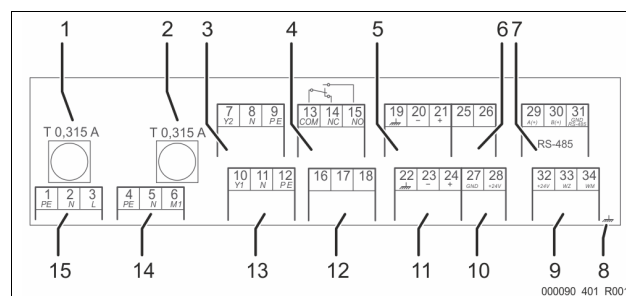 1 2 3 4 5 6 7
T 0,315 A T 0,315 A
7 8 9 13 14 15 19 20 21 25 26 29 30 31
Y2 N PE COM NC NO − + A(+) B(+) GND RS-485
RS-485
10 11 12 16 17 18 22 23 24 27 28 32 33 34
Y1 N PE − + GND +24V +24V WZ WM
1 2 3 4 5 6
PE N L PE N M1
15 14 13 12 11 10 9 8
000090 401 R001